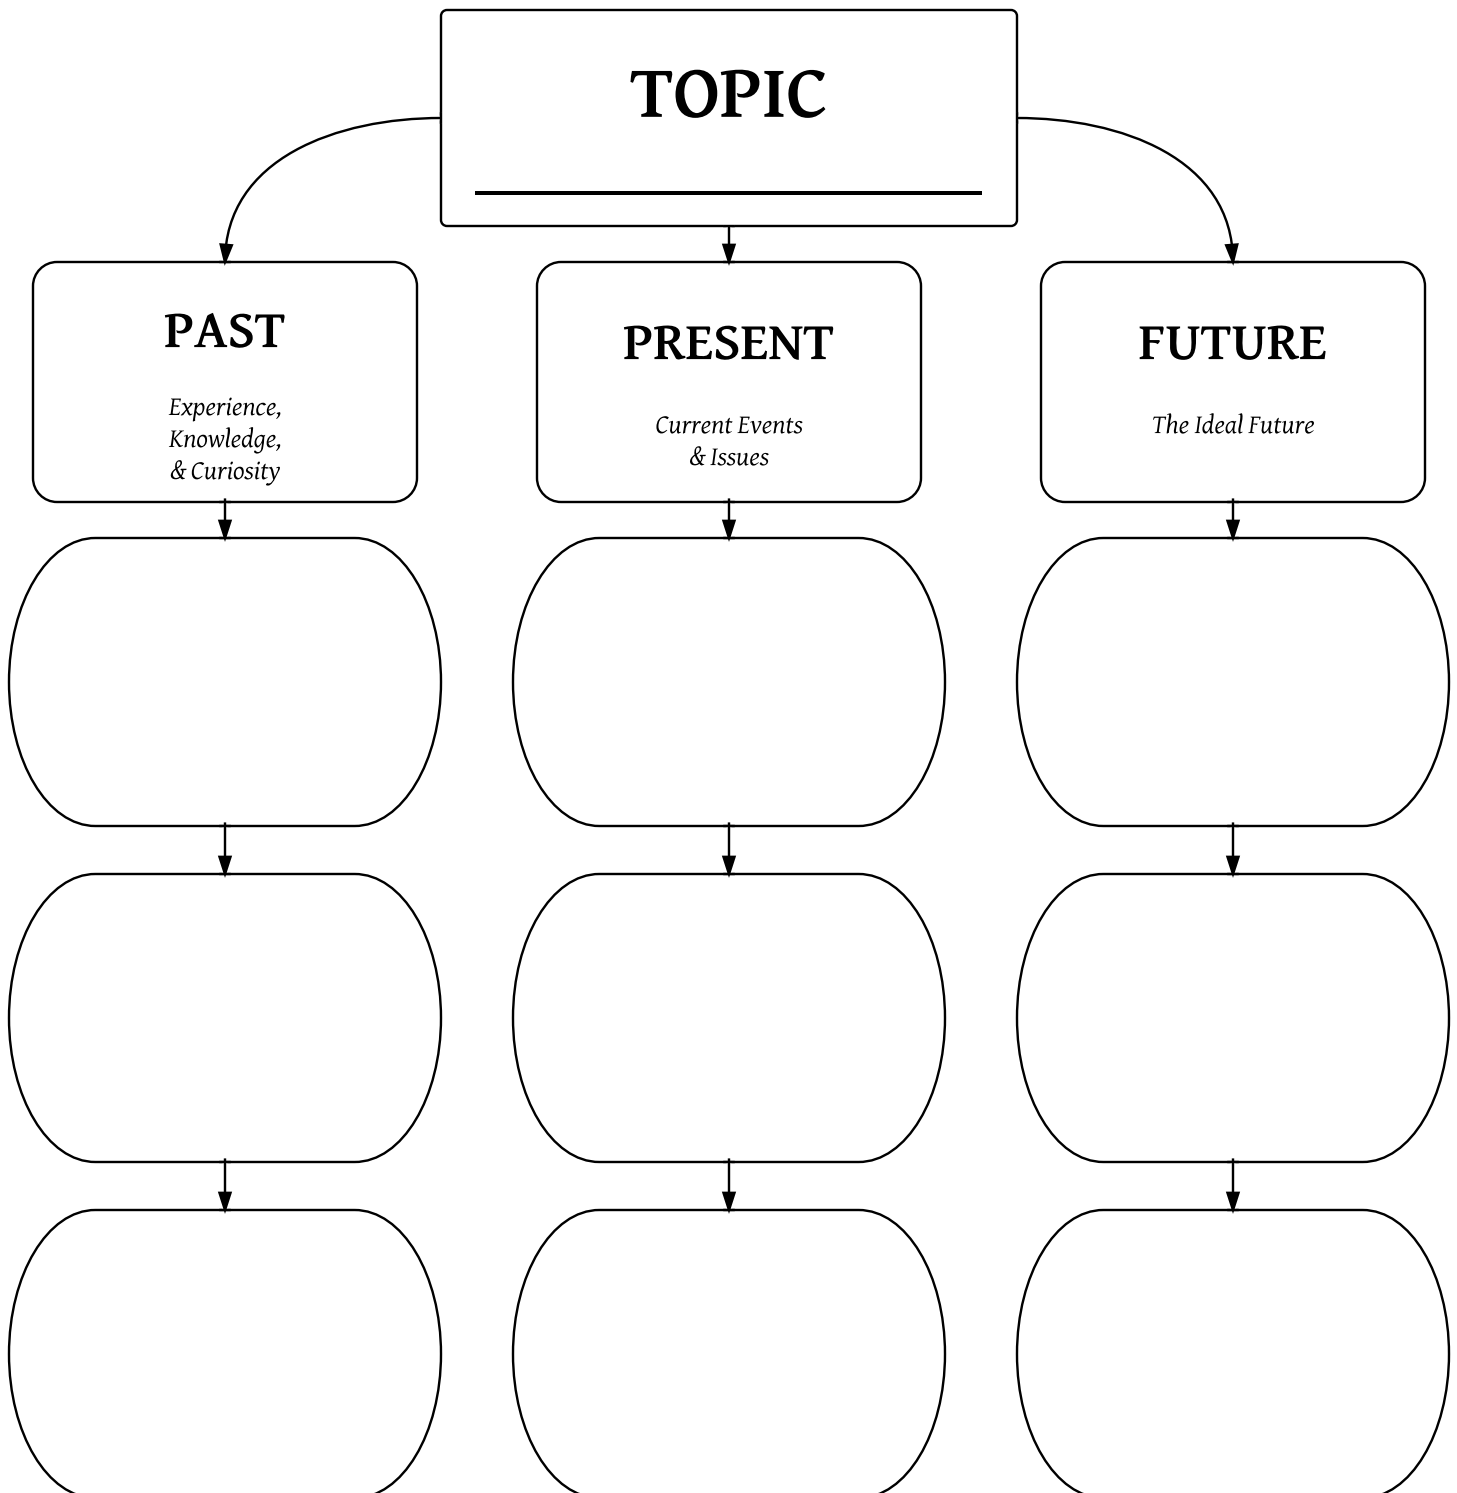 TOPIC
PAST
Experience,
Knowledge,
& Curiosity
PRESENT
Current Events
& Issues
FUTURE
The Ideal Future